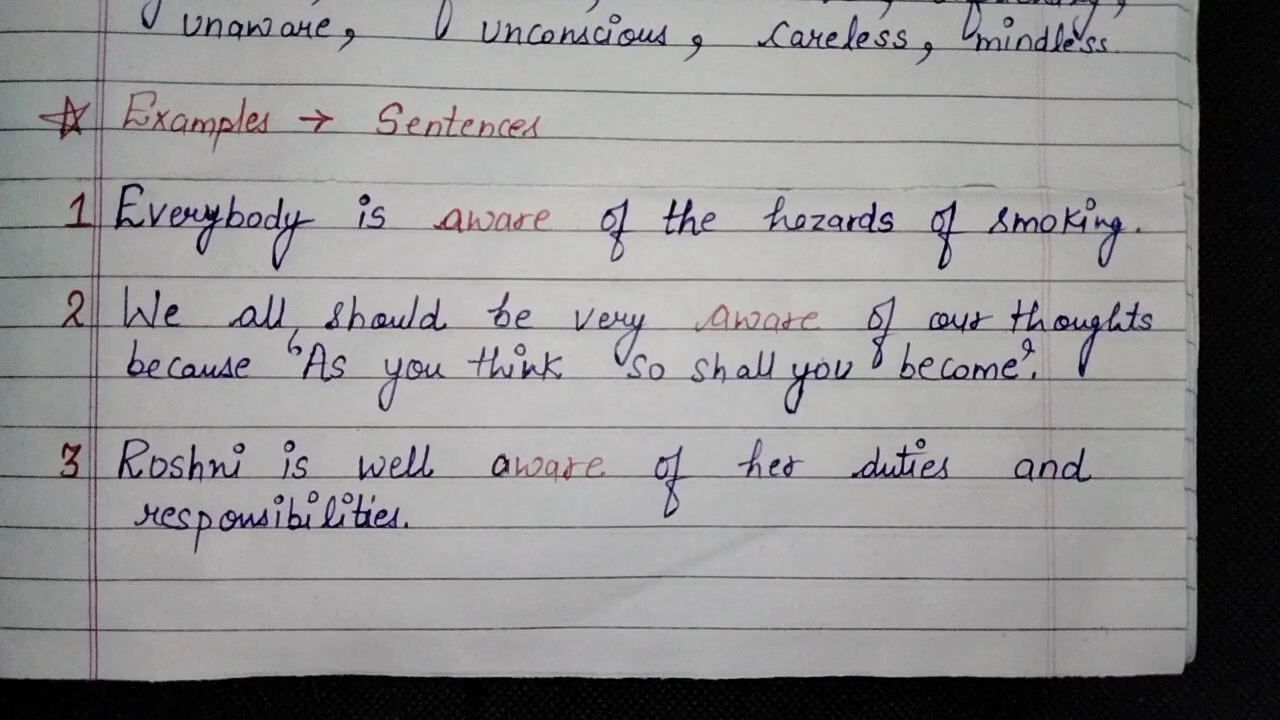 unaware, unconscious, careless, mindless.
☆ Examples → Sentences
1 Everybody is aware of the hazards of smoking.
2 We all should be very aware of our thoughts
because 'As you think so shall you become'.
3 Roshni is well aware of her duties and
responsibilities.